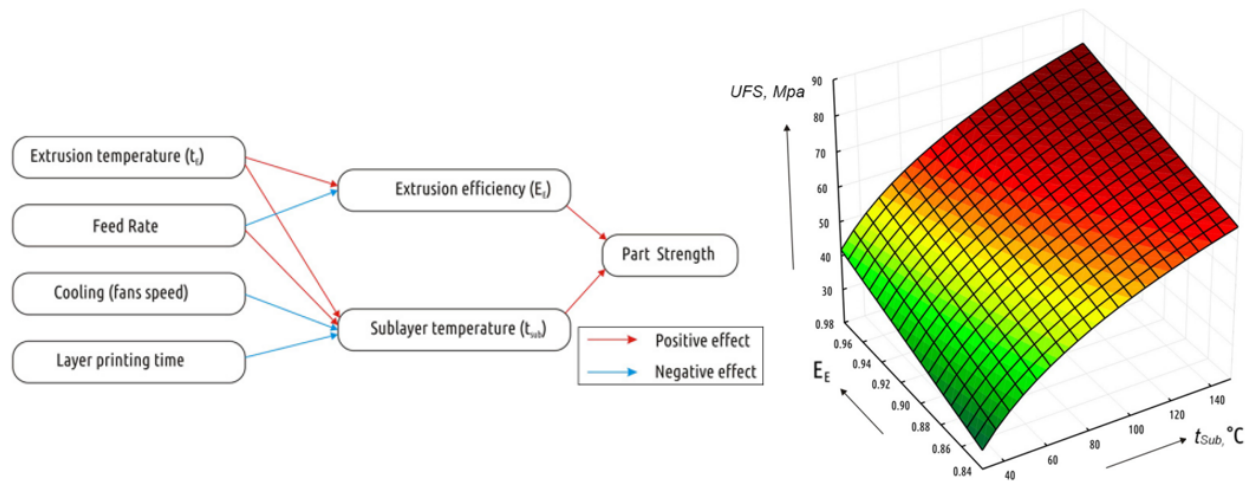 Extrusion temperature (tE)
Feed Rate
Cooling (fans speed)
Layer printing time
Extrusion efficiency (EE)
Sublayer temperature (tsub)
Part Strength
Positive effect
Negative effect
UFS, Mpa
90
80
70
60
50
40
30
0.98
0.96
0.94
0.92
0.90
0.88
0.86
0.84
EE
40
60
80
100
120
140
tSub, °C